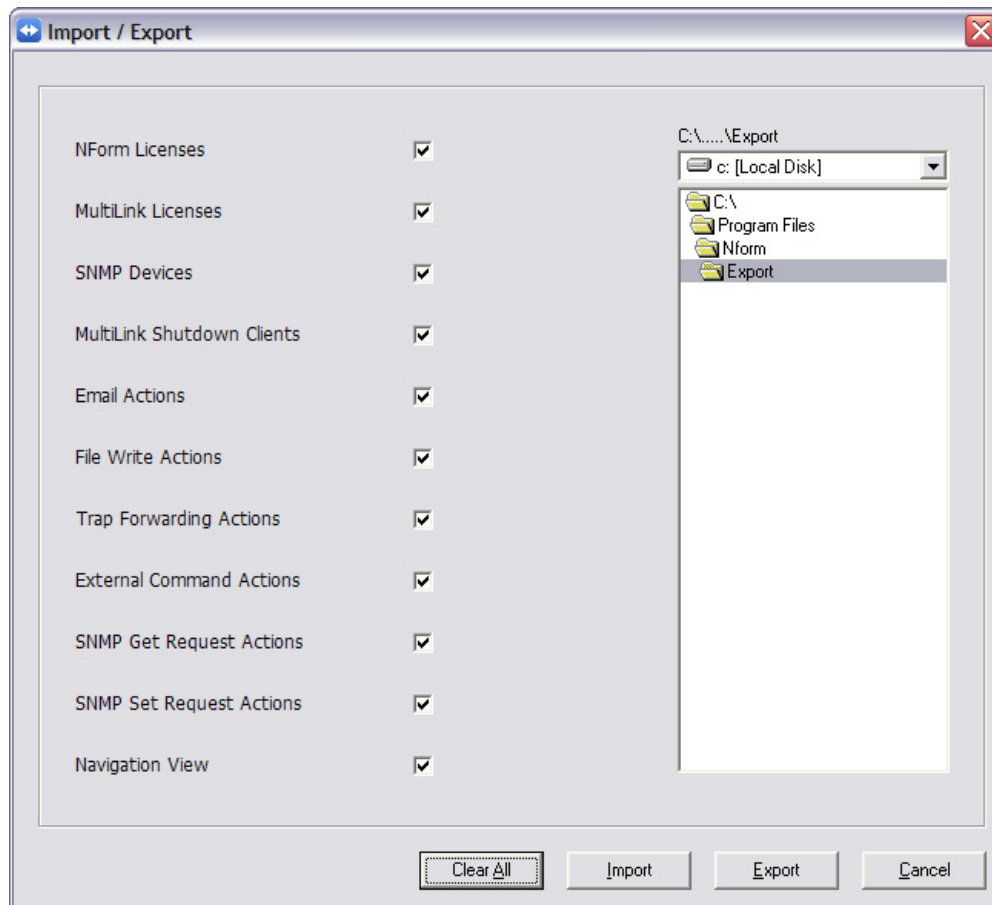 Import / Export
NForm Licenses
MultiLink Licenses
SNMP Devices
MultiLink Shutdown Clients
Email Actions
File Write Actions
Trap Forwarding Actions
External Command Actions
SNMP Get Request Actions
SNMP Set Request Actions
Navigation View
C:\.....\Export
c: [Local Disk]
C:\
Program Files
Nform
Export
Clear All
Import
Export
Cancel